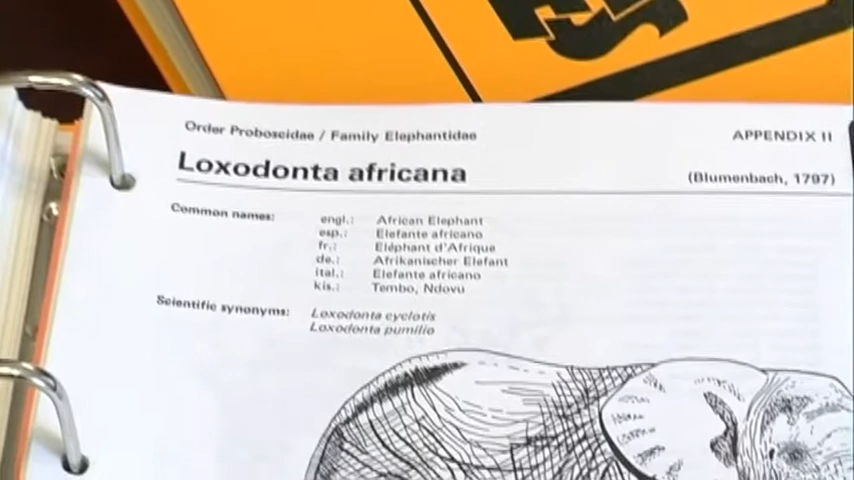 Order Proboscidae / Family Elephantidae
APPENDIX II
Loxodonta africana
(Blumenbach, 1797)
Common names:
engl.: African Elephant
esp.: Elefante africano
fr.: Eléphant d'Afrique
de.: Afrikanischer Elefant
ital.: Elefante africano
kis.: Tembo, Ndovu
Scientific synonyms:
Loxodonta cyclotis
Loxodonta pumilio